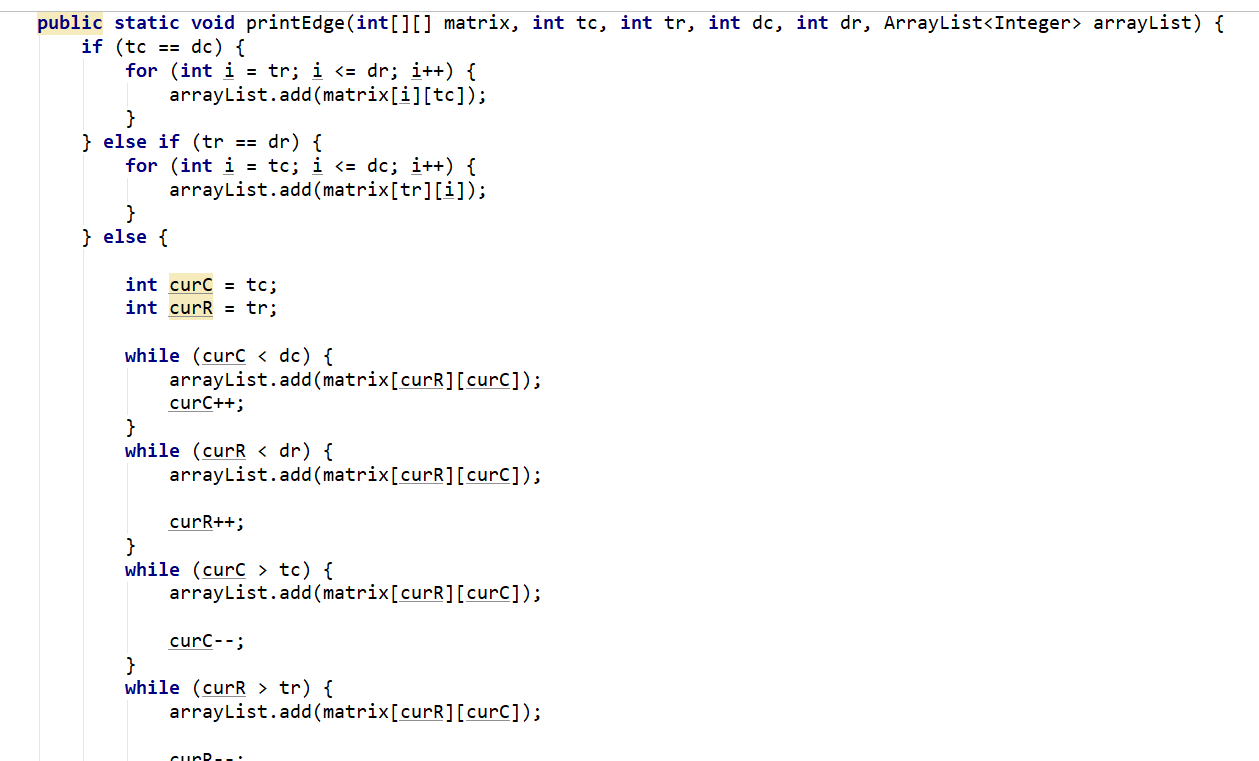 public static void printEdge(int[][] matrix, int tc, int tr, int dc, int dr, ArrayList<Integer> arrayList) {
    if (tc == dc) {
        for (int i = tr; i <= dr; i++) {
            arrayList.add(matrix[i][tc]);
        }
    } else if (tr == dr) {
        for (int i = tc; i <= dc; i++) {
            arrayList.add(matrix[tr][i]);
        }
    } else {

        int curC = tc;
        int curR = tr;

        while (curC < dc) {
            arrayList.add(matrix[curR][curC]);
            curC++;
        }
        while (curR < dr) {
            arrayList.add(matrix[curR][curC]);

            curR++;
        }
        while (curC > tc) {
            arrayList.add(matrix[curR][curC]);

            curC--;
        }
        while (curR > tr) {
            arrayList.add(matrix[curR][curC]);

            curR--;